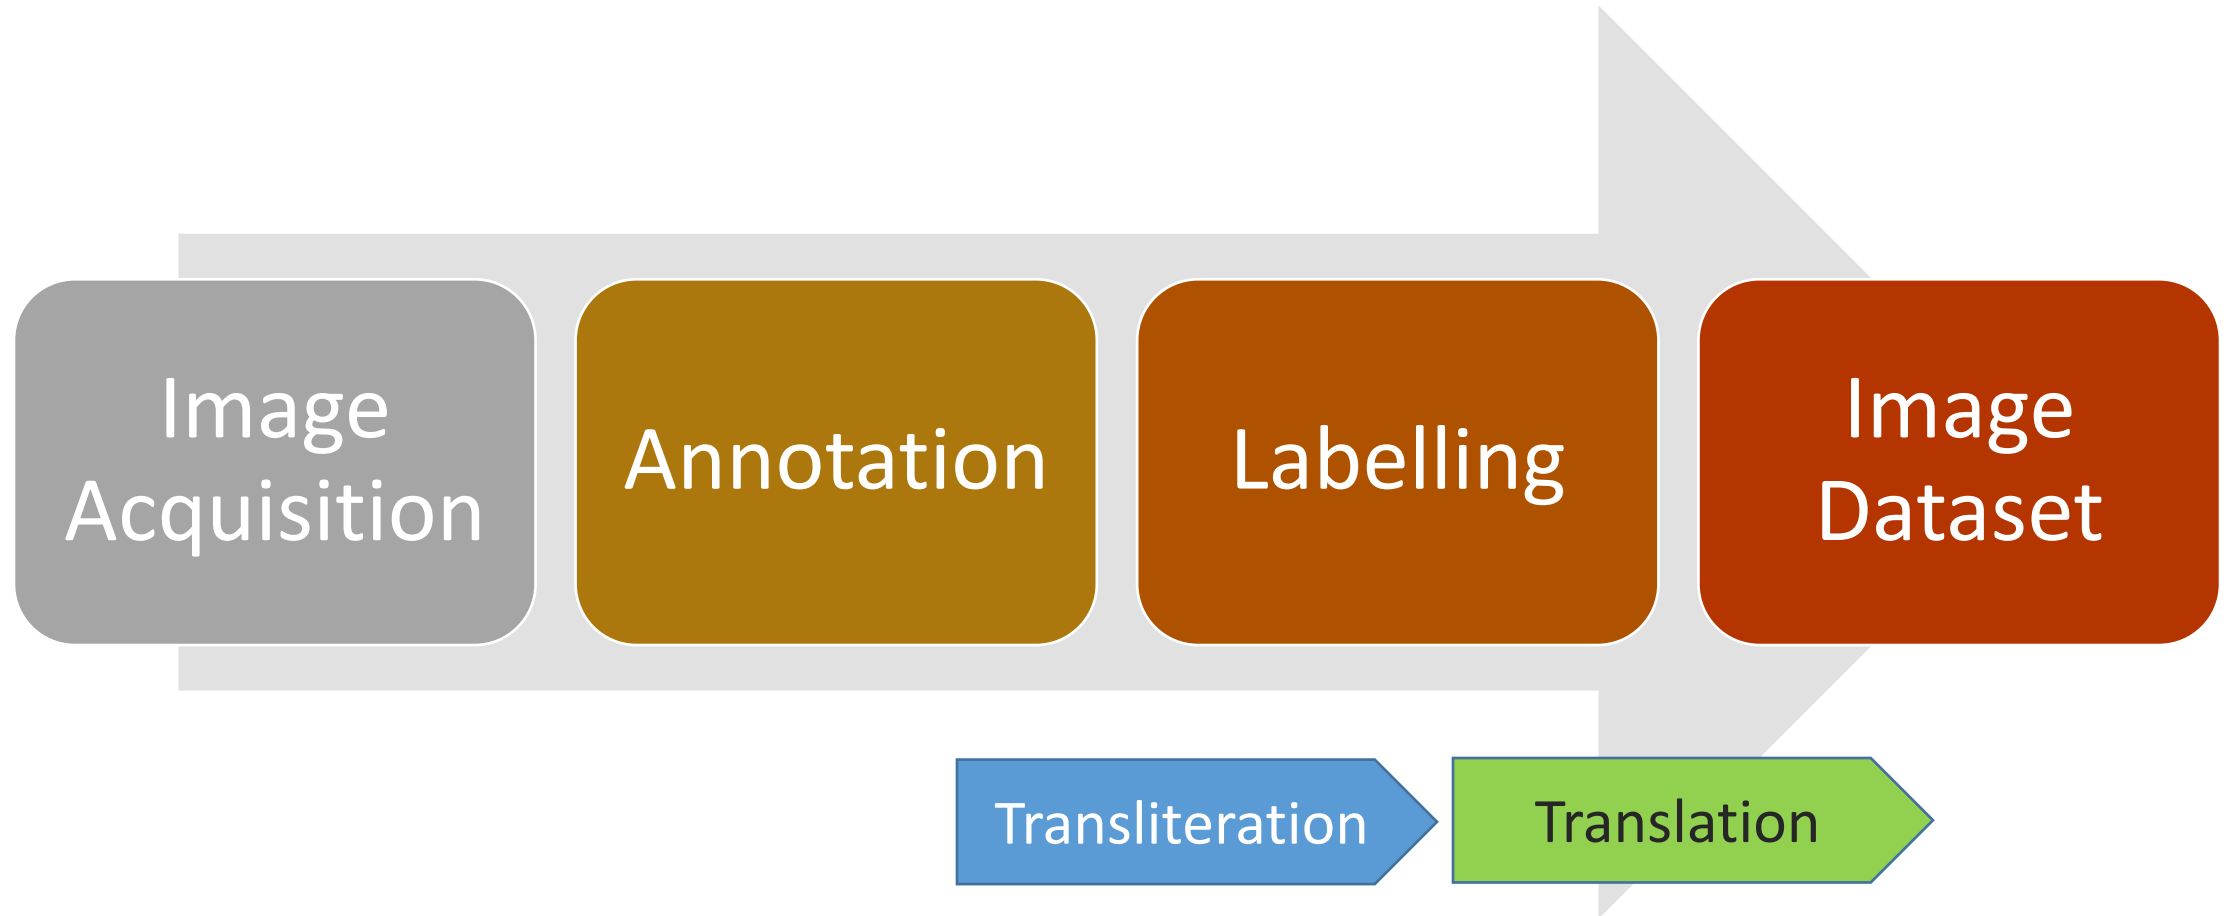 Image
Acquisition
Annotation
Labelling
Image
Dataset
Transliteration
Translation